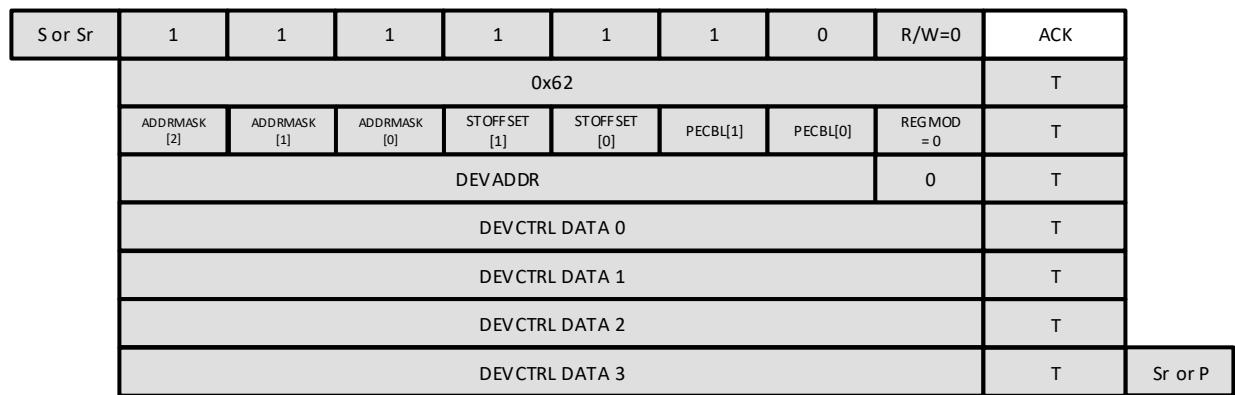 S or Sr 1 1 1 1 1 1 0 R/W=0 ACK
0x62 T
ADDRMASK [2] ADDRMASK [1] ADDRMASK [0] STOFFSET [1] STOFFSET [0] PECBL[1] PECBL[0] REGMOD = 0 T
DEVADDR 0 T
DEVCTRL DATA 0 T
DEVCTRL DATA 1 T
DEVCTRL DATA 2 T
DEVCTRL DATA 3 T Sr or P